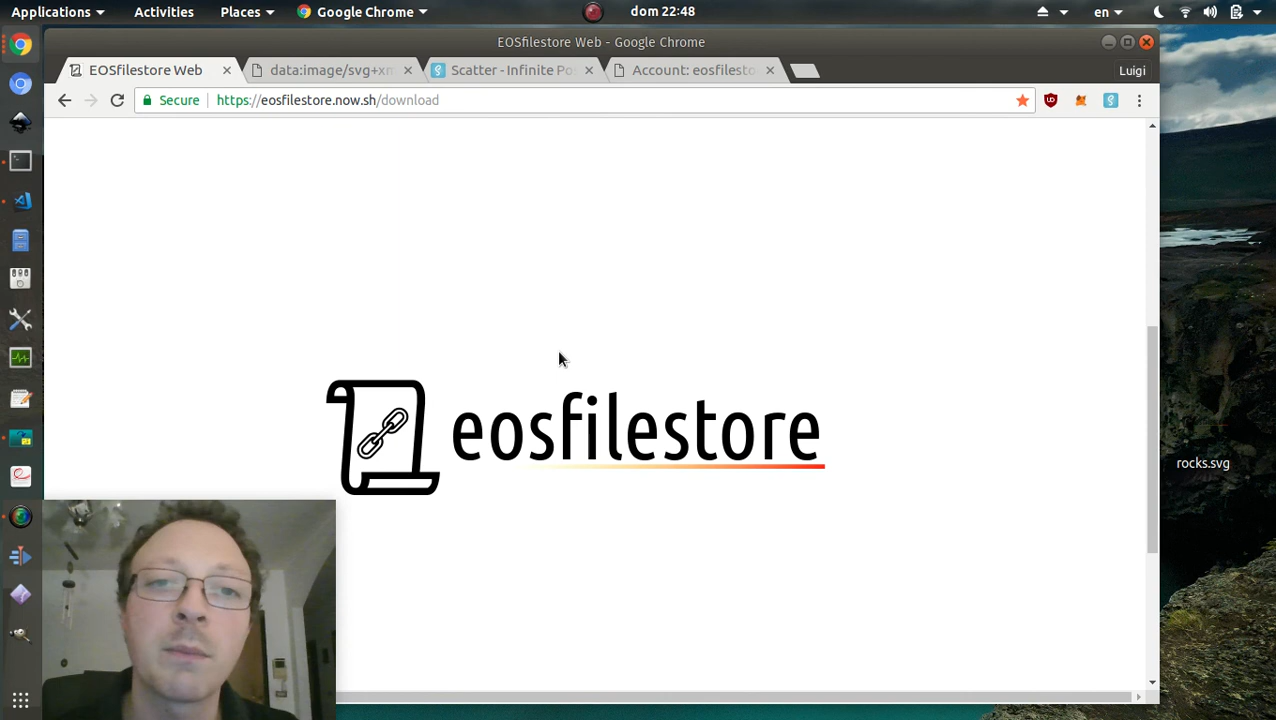 Applications Activities Places Google Chrome dom 22:48 en
EOSfilestore Web - Google Chrome
EOSfilestore Web data:image/svg+xm Scatter - Infinite Po Account: eosfilesto Luigi
Secure https://eosfilestore.now.sh/download
eosfilestore
rocks.svg